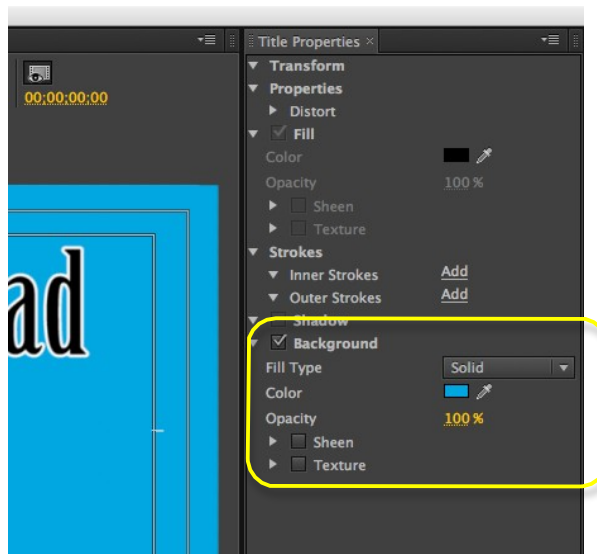 Title Properties ×
00;00;00;00
Transform
Properties
Distort
Fill
Color
Opacity 100 %
Sheen
Texture
Strokes
Inner Strokes Add
Outer Strokes Add
Shadow
Background
Fill Type Solid
Color
Opacity 100 %
Sheen
Texture
ad